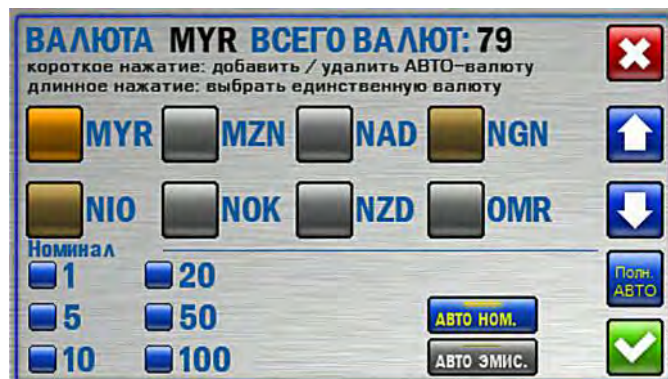 ВАЛЮТА MYR ВСЕГО ВАЛЮТ: 79
короткое нажатие: добавить / удалить АВТО-валюту
длинное нажатие: выбрать единственную валюту
MYR MZN NAD NGN
NIO NOK NZD OMR
Номинал
1 20
5 50
10 100
Полн.
АВТО
АВТО НОМ.
АВТО ЭМИС.